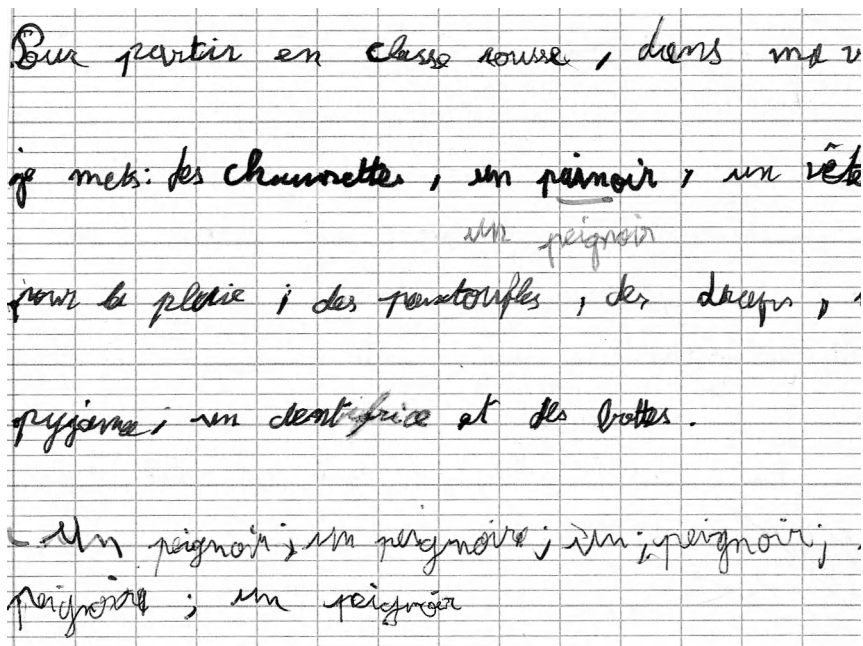 Pour partir en classe rousse, dans ma v
je mets: des chaussettes, un painoir, un vête
un peignoir
pour la pluie; des pantoufles, des draps,
pyjama; un dentifrice et des bottes.
- Un peignoir; un peignoire; un; peignoir;
peignoire; un peignoir